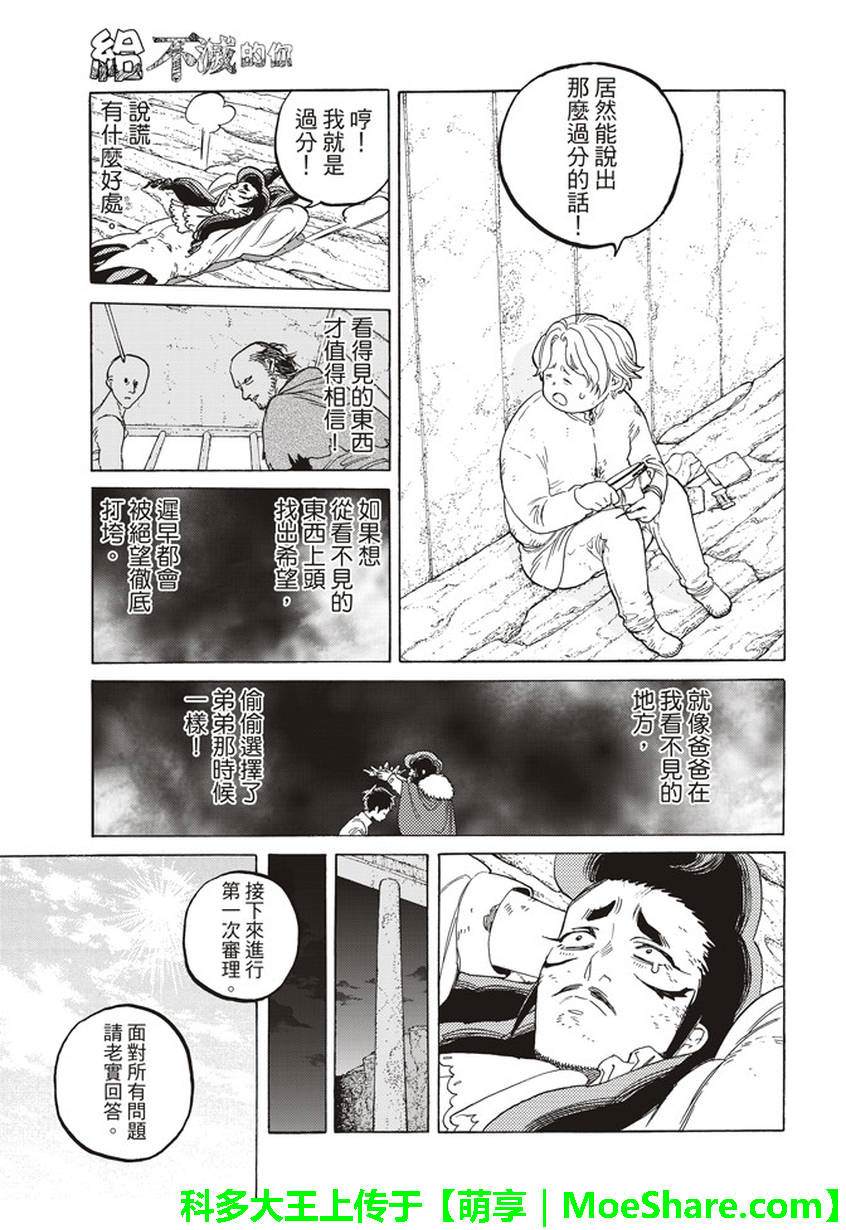 給不滅的你
居然能說出
那麼過分的話！
哼！
我就是
過分！
說謊
有什麼好處。
看得見的東西
才值得相信！
如果想
從看不見的
東西上頭
找出希望，
遲早都會
被絕望徹底
打垮。
就像爸爸在
我看不見的
地方，
偷偷選擇了
弟弟那時候
一樣！
接下來進行
第一次審理。
面對所有問題
請老實回答。
科多大王上传于【萌享｜MoeShare.com】